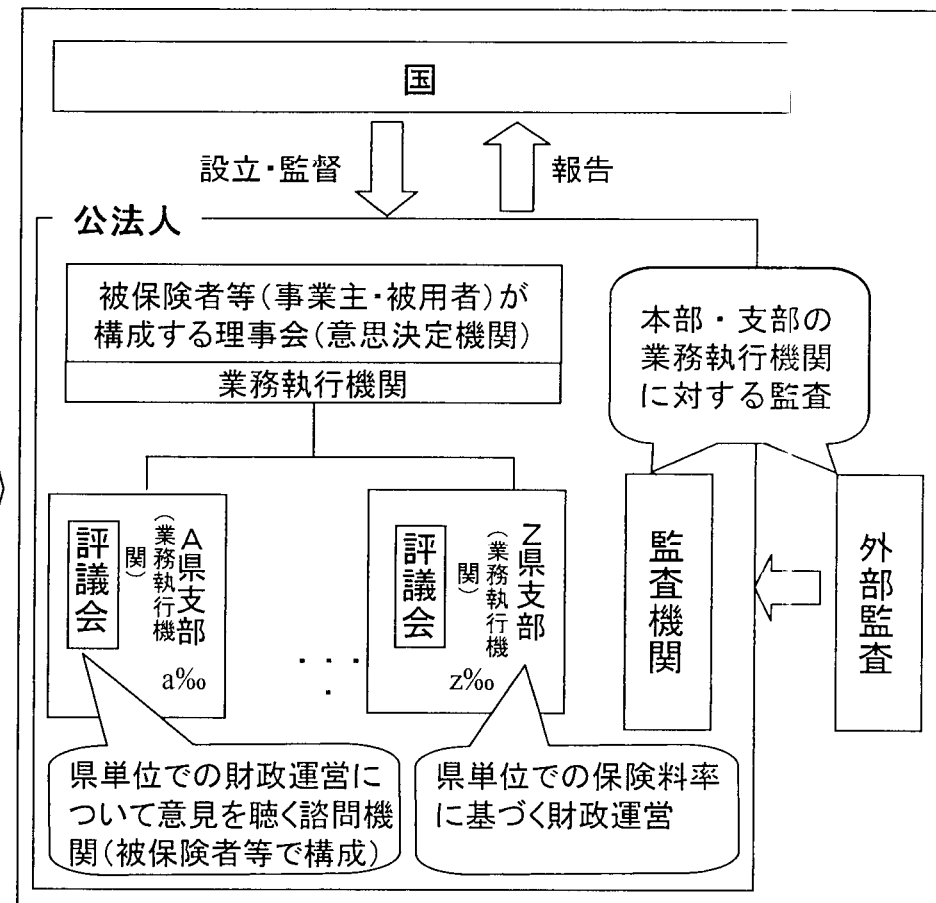 国
設立・監督
報告
公法人
被保険者等(事業主・被用者)が
構成する理事会(意思決定機関)
業務執行機関
本部・支部の
業務執行機関
に対する監査
評議会
A県支部
(業務執行機
関)
a‰
・・・
評議会
Z県支部
(業務執行機
関)
z‰
監査機関
外部監査
県単位での財政運営に
ついて意見を聴く諮問機
関(被保険者等で構成)
県単位での保険料率
に基づく財政運営